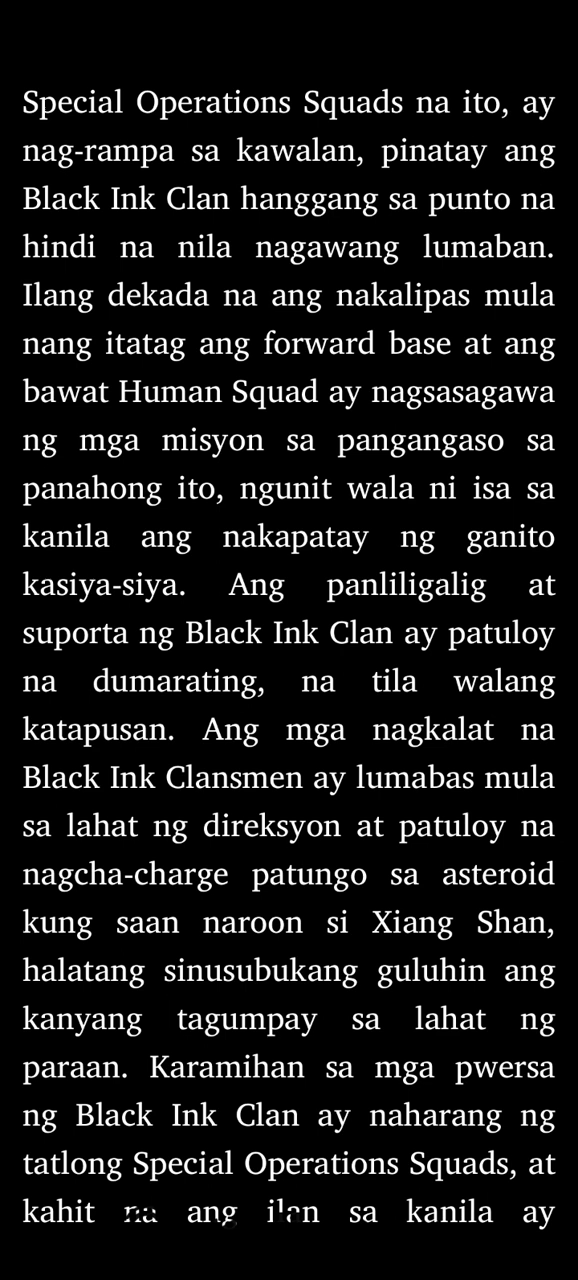 Special Operations Squads na ito, ay
nag-rampa sa kawalan, pinatay ang
Black Ink Clan hanggang sa punto na
hindi na nila nagawang lumaban.
Ilang dekada na ang nakalipas mula
nang itatag ang forward base at ang
bawat Human Squad ay nagsasagawa
ng mga misyon sa pangangaso sa
panahong ito, ngunit wala ni isa sa
kanila ang nakapatay ng ganito
kasiya-siya. Ang panliligalig at
suporta ng Black Ink Clan ay patuloy
na dumarating, na tila walang
katapusan. Ang mga nagkalat na
Black Ink Clansmen ay lumabas mula
sa lahat ng direksyon at patuloy na
nagcha-charge patungo sa asteroid
kung saan naroon si Xiang Shan,
halatang sinusubukang guluhin ang
kanyang tagumpay sa lahat ng
paraan. Karamihan sa mga pwersa
ng Black Ink Clan ay naharang ng
tatlong Special Operations Squads, at
kahit na ang ilan sa kanila ay